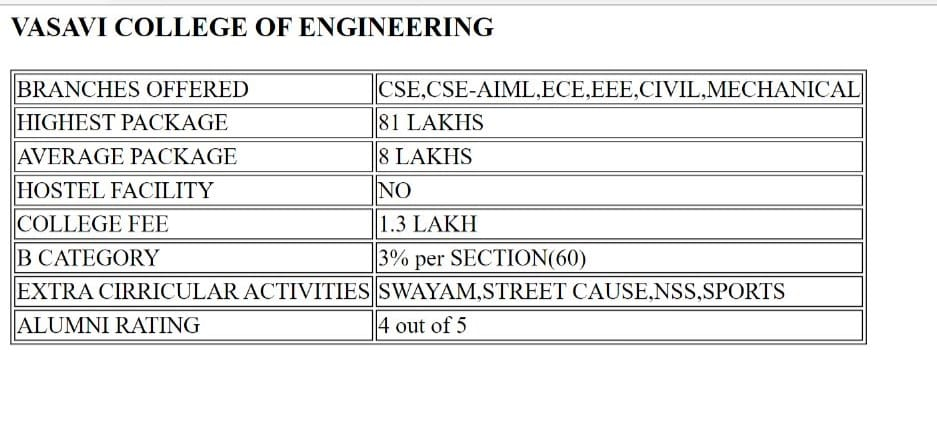 VASAVI COLLEGE OF ENGINEERING
BRANCHES OFFERED CSE,CSE-AIML,ECE,EEE,CIVIL,MECHANICAL
HIGHEST PACKAGE 81 LAKHS
AVERAGE PACKAGE 8 LAKHS
HOSTEL FACILITY NO
COLLEGE FEE 1.3 LAKH
B CATEGORY 3% per SECTION(60)
EXTRA CIRRICULAR ACTIVITIES SWAYAM,STREET CAUSE,NSS,SPORTS
ALUMNI RATING 4 out of 5